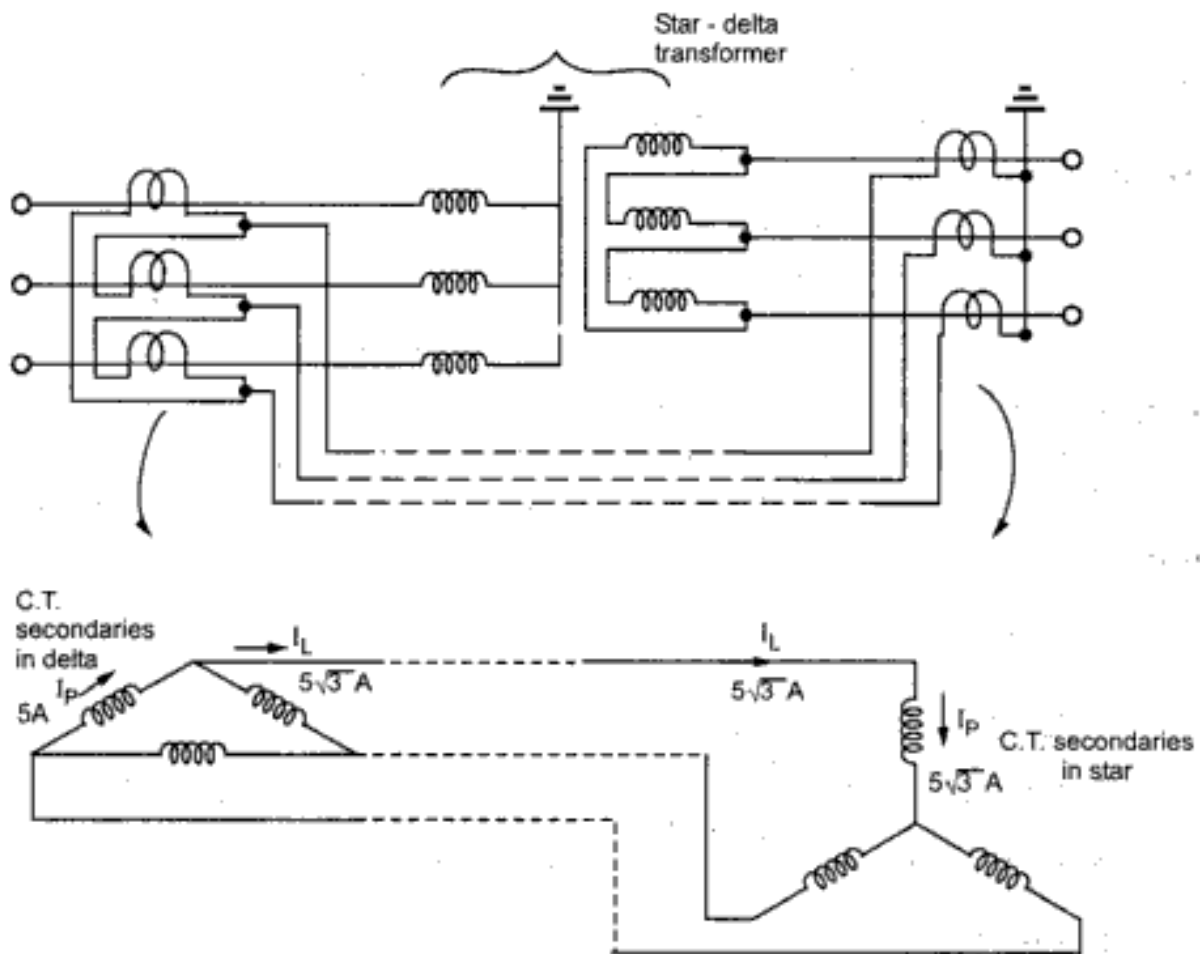 Star - delta
transformer
C.T.
secondaries
in delta
I_P
5A
I_L
5√3 A
I_L
5√3 A
I_P
5√3 A
C.T. secondaries
in star